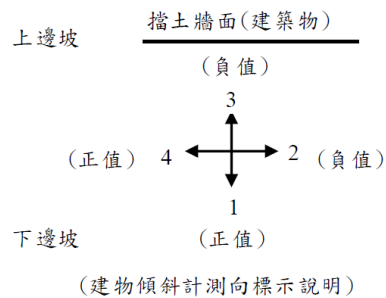 擋土牆面(建築物)
上邊坡
(負值)
3
(正值) 4 2 (負值)
1
下邊坡 (正值)
(建物傾斜計測向標示說明)